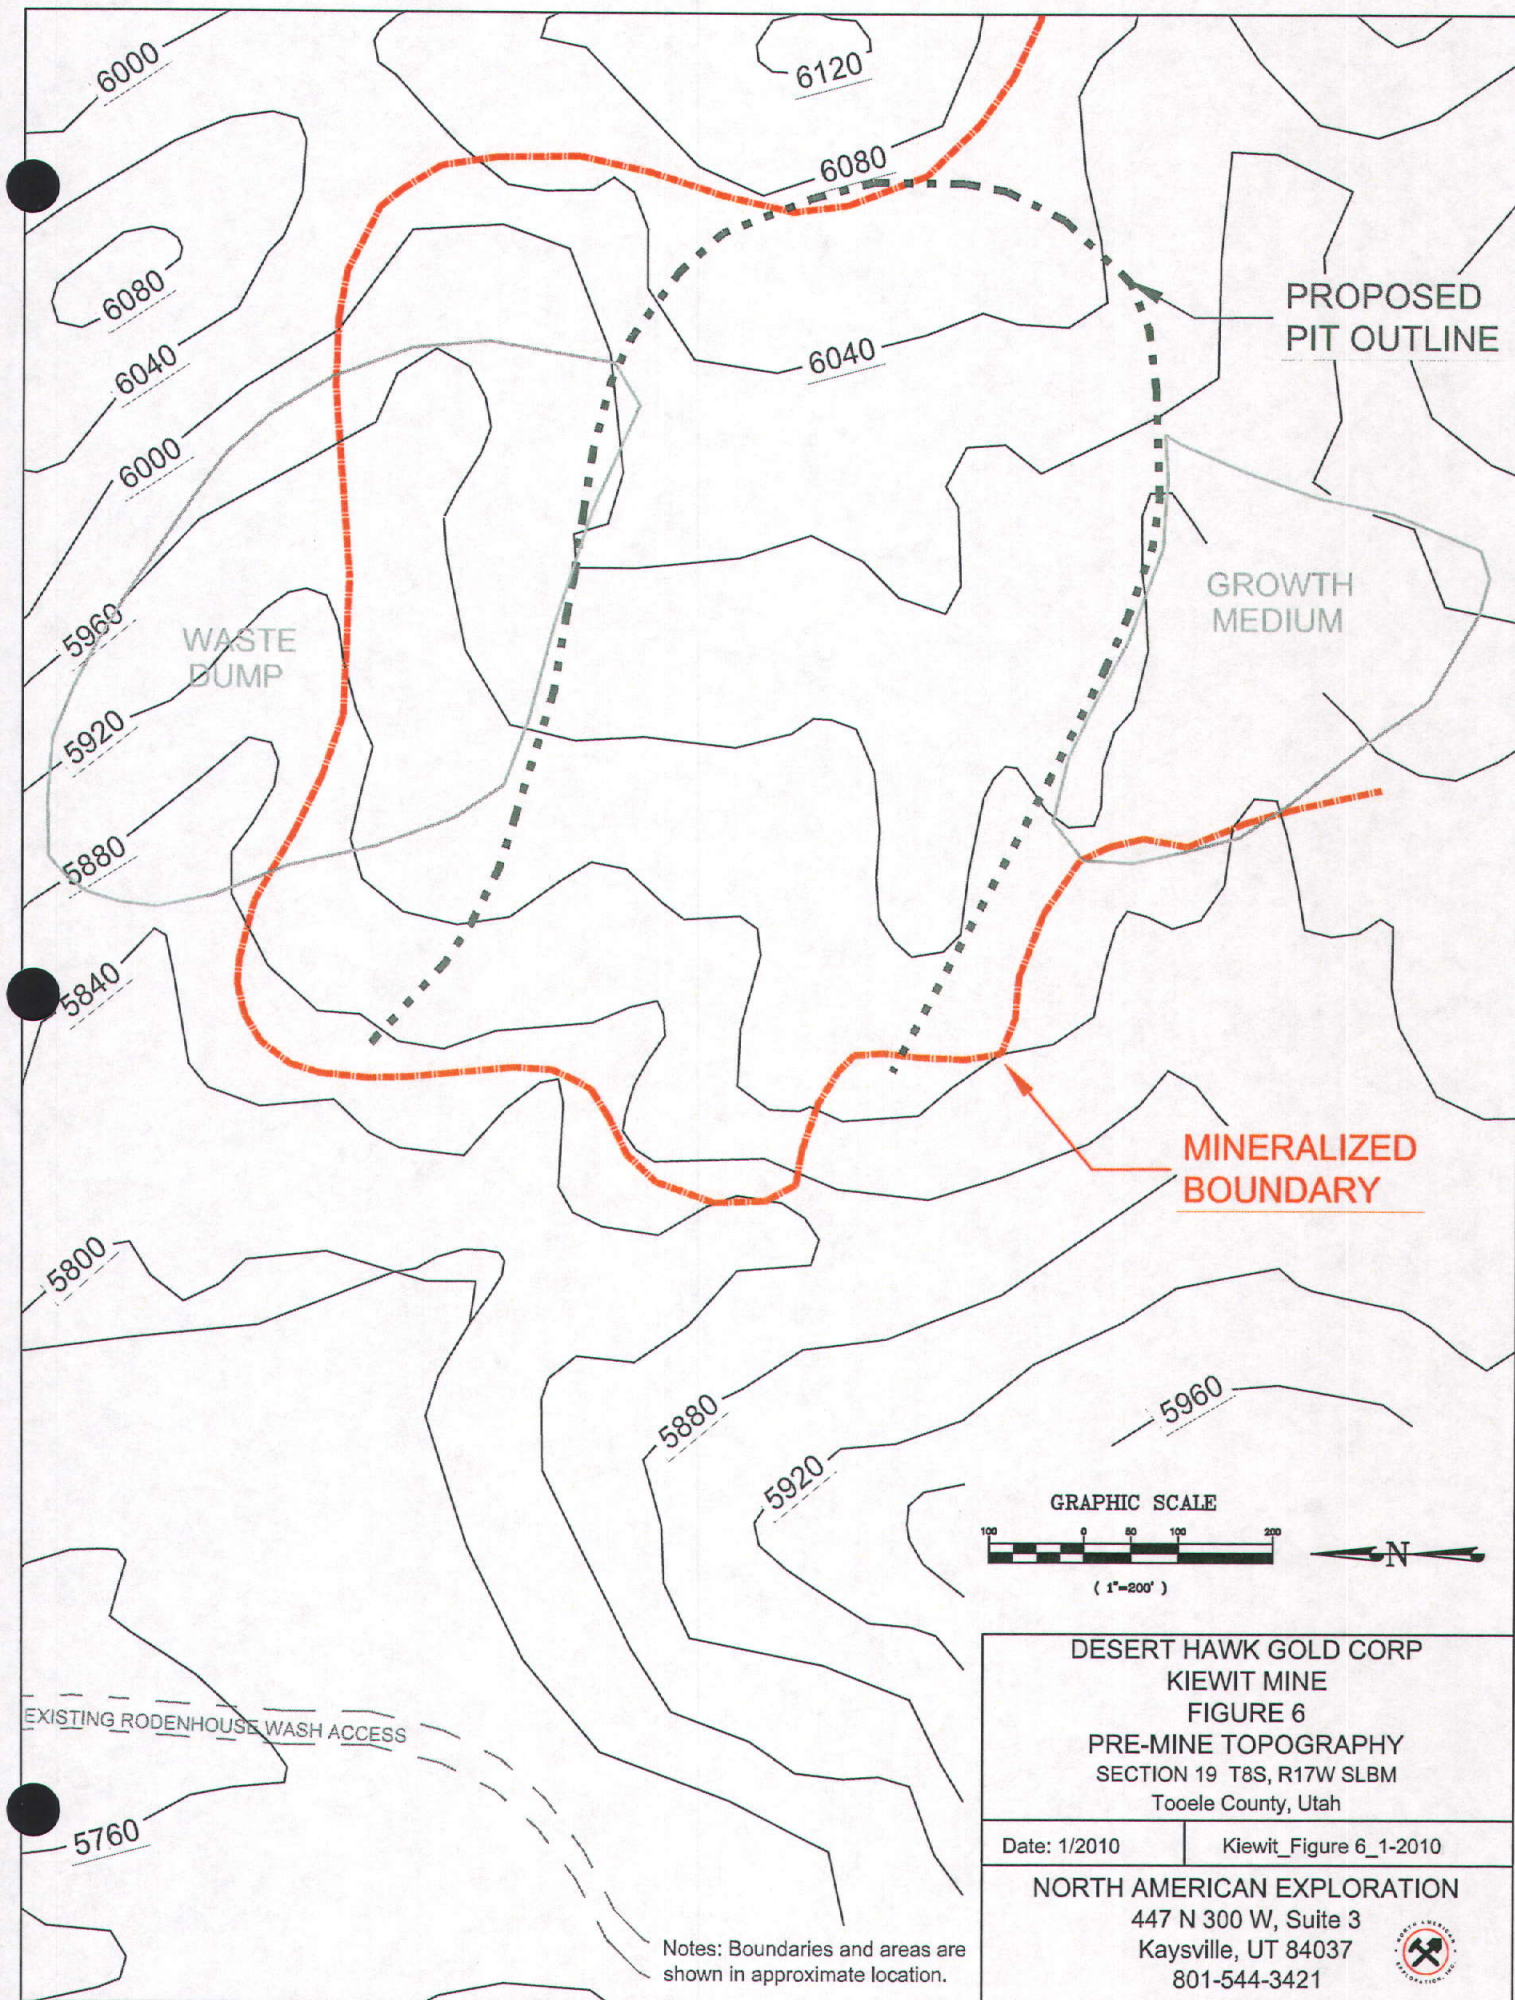 6000
6120
6080
6080
PROPOSED
PIT OUTLINE
6040
6040
6000
GROWTH
MEDIUM
5960
WASTE
DUMP
5920
5880
5840
MINERALIZED
BOUNDARY
5800
5880
5960
5920
GRAPHIC SCALE
100 0 50 100 200
N
( 1"=200' )
DESERT HAWK GOLD CORP
KIEWIT MINE
FIGURE 6
PRE-MINE TOPOGRAPHY
SECTION 19 T8S, R17W SLBM
Tooele County, Utah
EXISTING RODENHOUSE WASH ACCESS
5760
Date: 1/2010
Kiewit_Figure 6_1-2010
NORTH AMERICAN EXPLORATION
447 N 300 W, Suite 3
Kaysville, UT 84037
801-544-3421
NORTH AMERICAN
EXPLORATION, INC.
Notes: Boundaries and areas are
shown in approximate location.